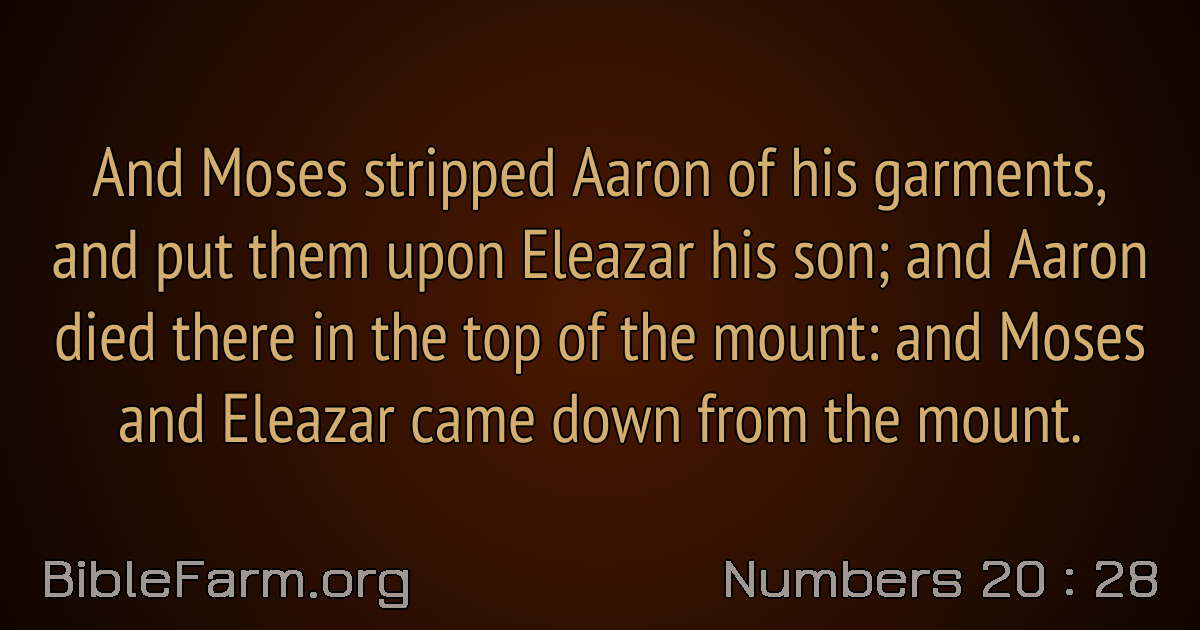 And Moses stripped Aaron of his garments,
and put them upon Eleazar his son; and Aaron
died there in the top of the mount: and Moses
and Eleazar came down from the mount.
BibleFarm.org
Numbers 20 : 28